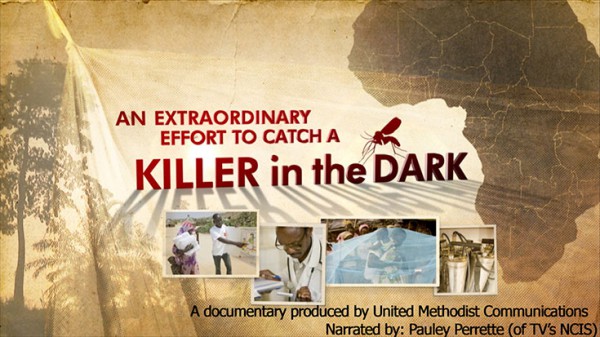 AN EXTRAORDINARY
EFFORT TO CATCH A
KILLER in the DARK
A documentary produced by United Methodist Communications
Narrated by: Pauley Perrette (of TV's NCIS)